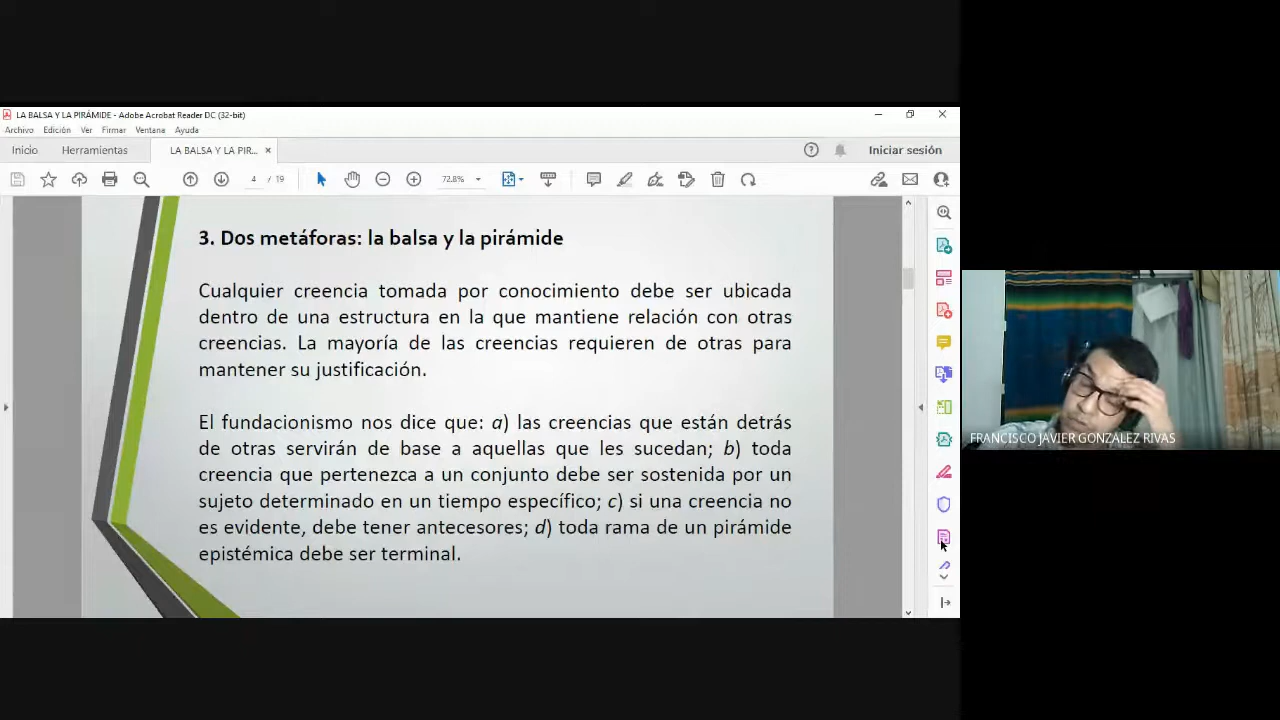 LA BALSA Y LA PIRÁMIDE - Adobe Acrobat Reader DC (32-bit)
Archivo Edición Ver Firmar Ventana Ayuda
Inicio Herramientas LA BALSA Y LA PIR... × Iniciar sesión
4 / 19 72.8%
3. Dos metáforas: la balsa y la pirámide
Cualquier creencia tomada por conocimiento debe ser ubicada
dentro de una estructura en la que mantiene relación con otras
creencias. La mayoría de las creencias requieren de otras para
mantener su justificación.
El fundacionismo nos dice que: a) las creencias que están detrás
de otras servirán de base a aquellas que les sucedan; b) toda
creencia que pertenezca a un conjunto debe ser sostenida por un
sujeto determinado en un tiempo específico; c) si una creencia no
es evidente, debe tener antecesores; d) toda rama de un pirámide
epistémica debe ser terminal.
FRANCISCO JAVIER GONZALEZ RIVAS